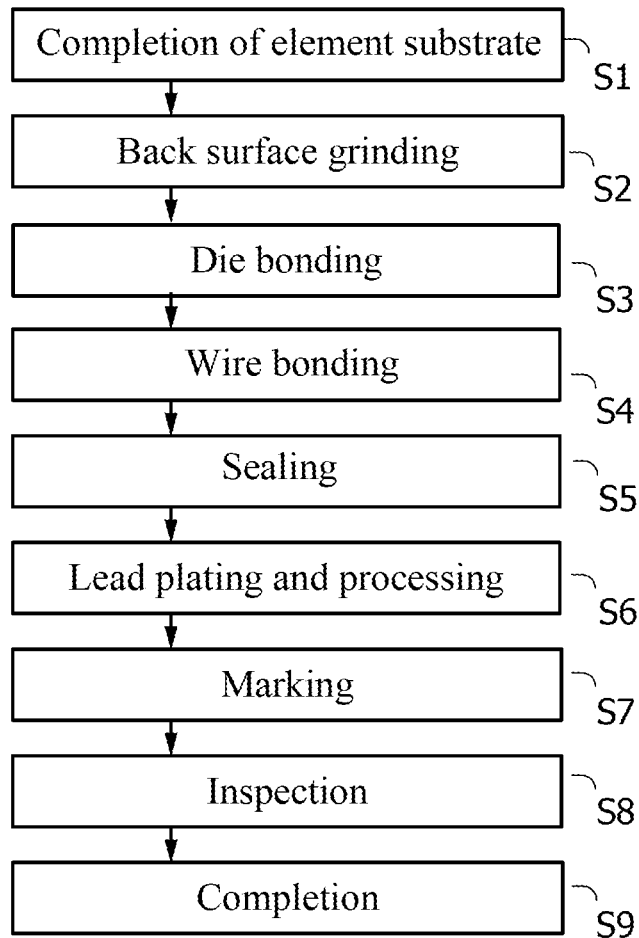 Completion of element substrate
S1
Back surface grinding
S2
Die bonding
S3
Wire bonding
S4
Sealing
S5
Lead plating and processing
S6
Marking
S7
Inspection
S8
Completion
S9